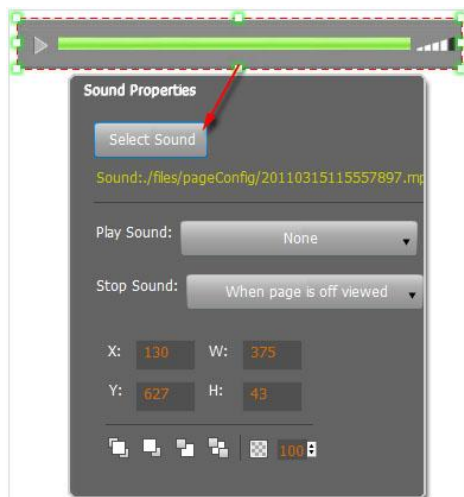 Sound Properties
Select Sound
Sound:./files/pageConfig/20110315115557897.mp
Play Sound: None
Stop Sound: When page is off viewed
X: 130 W: 375
Y: 627 H: 43
100